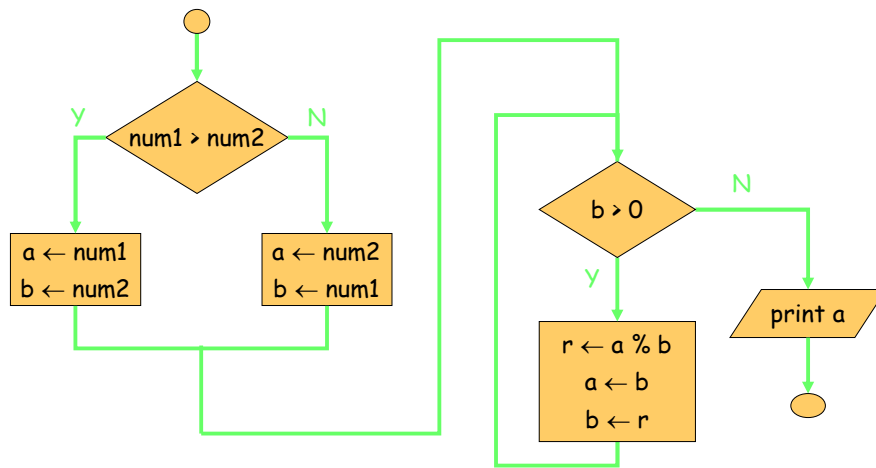 num1 > num2
Y
N
a ← num1
b ← num2
a ← num2
b ← num1
b > 0
Y
N
r ← a % b
a ← b
b ← r
print a